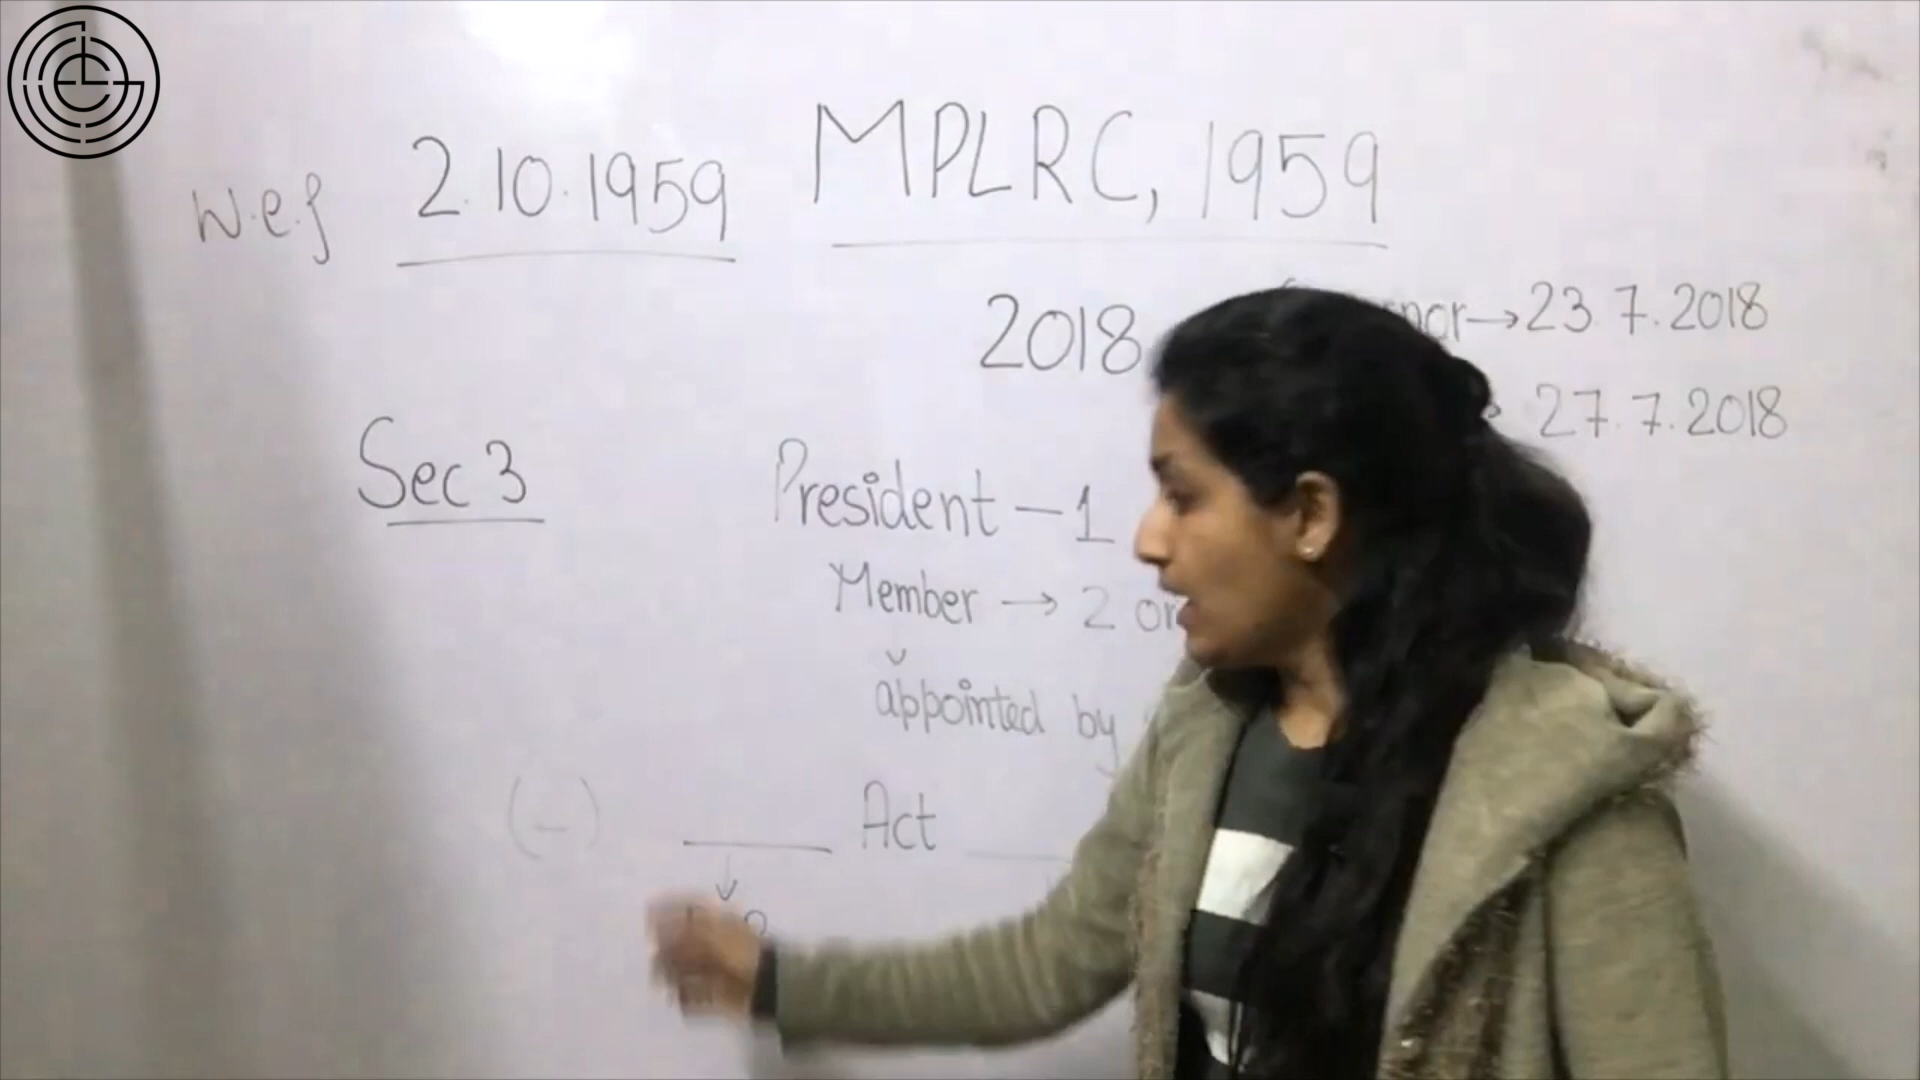 w.e.f 2.10.1959 MPLRC, 1959
2018 → 23.7.2018
27.7.2018
Sec 3 President – 1
Member → 2 or
appointed by
(–) Act